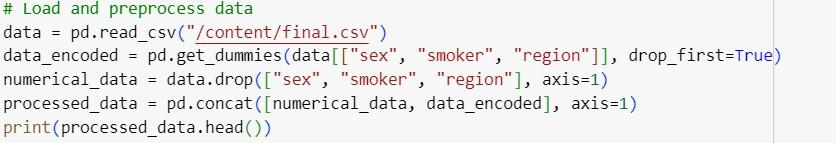 # Load and preprocess data
data = pd.read_csv("/content/final.csv")
data_encoded = pd.get_dummies(data[["sex", "smoker", "region"]], drop_first=True)
numerical_data = data.drop(["sex", "smoker", "region"], axis=1)
processed_data = pd.concat([numerical_data, data_encoded], axis=1)
print(processed_data.head())